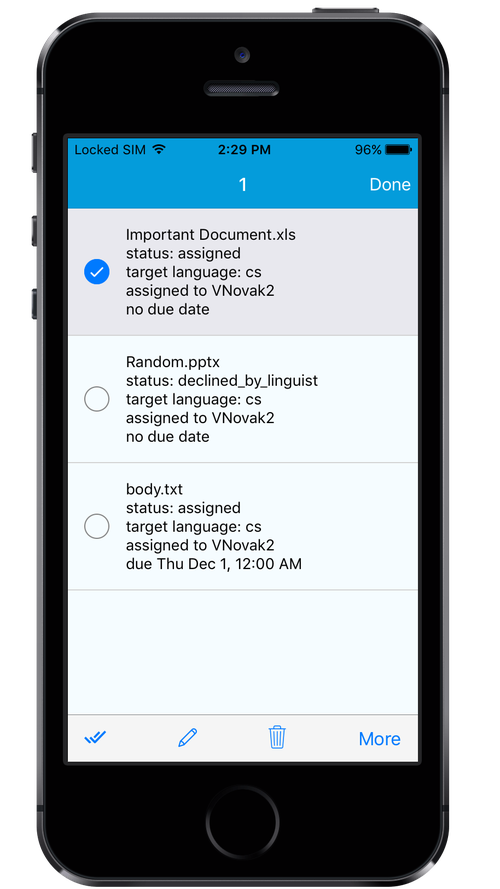 Locked SIM 2:29 PM 96%
1 Done
Important Document.xls
status: assigned
target language: cs
assigned to VNovak2
no due date
Random.pptx
status: declined_by_linguist
target language: cs
assigned to VNovak2
no due date
body.txt
status: assigned
target language: cs
assigned to VNovak2
due Thu Dec 1, 12:00 AM
More